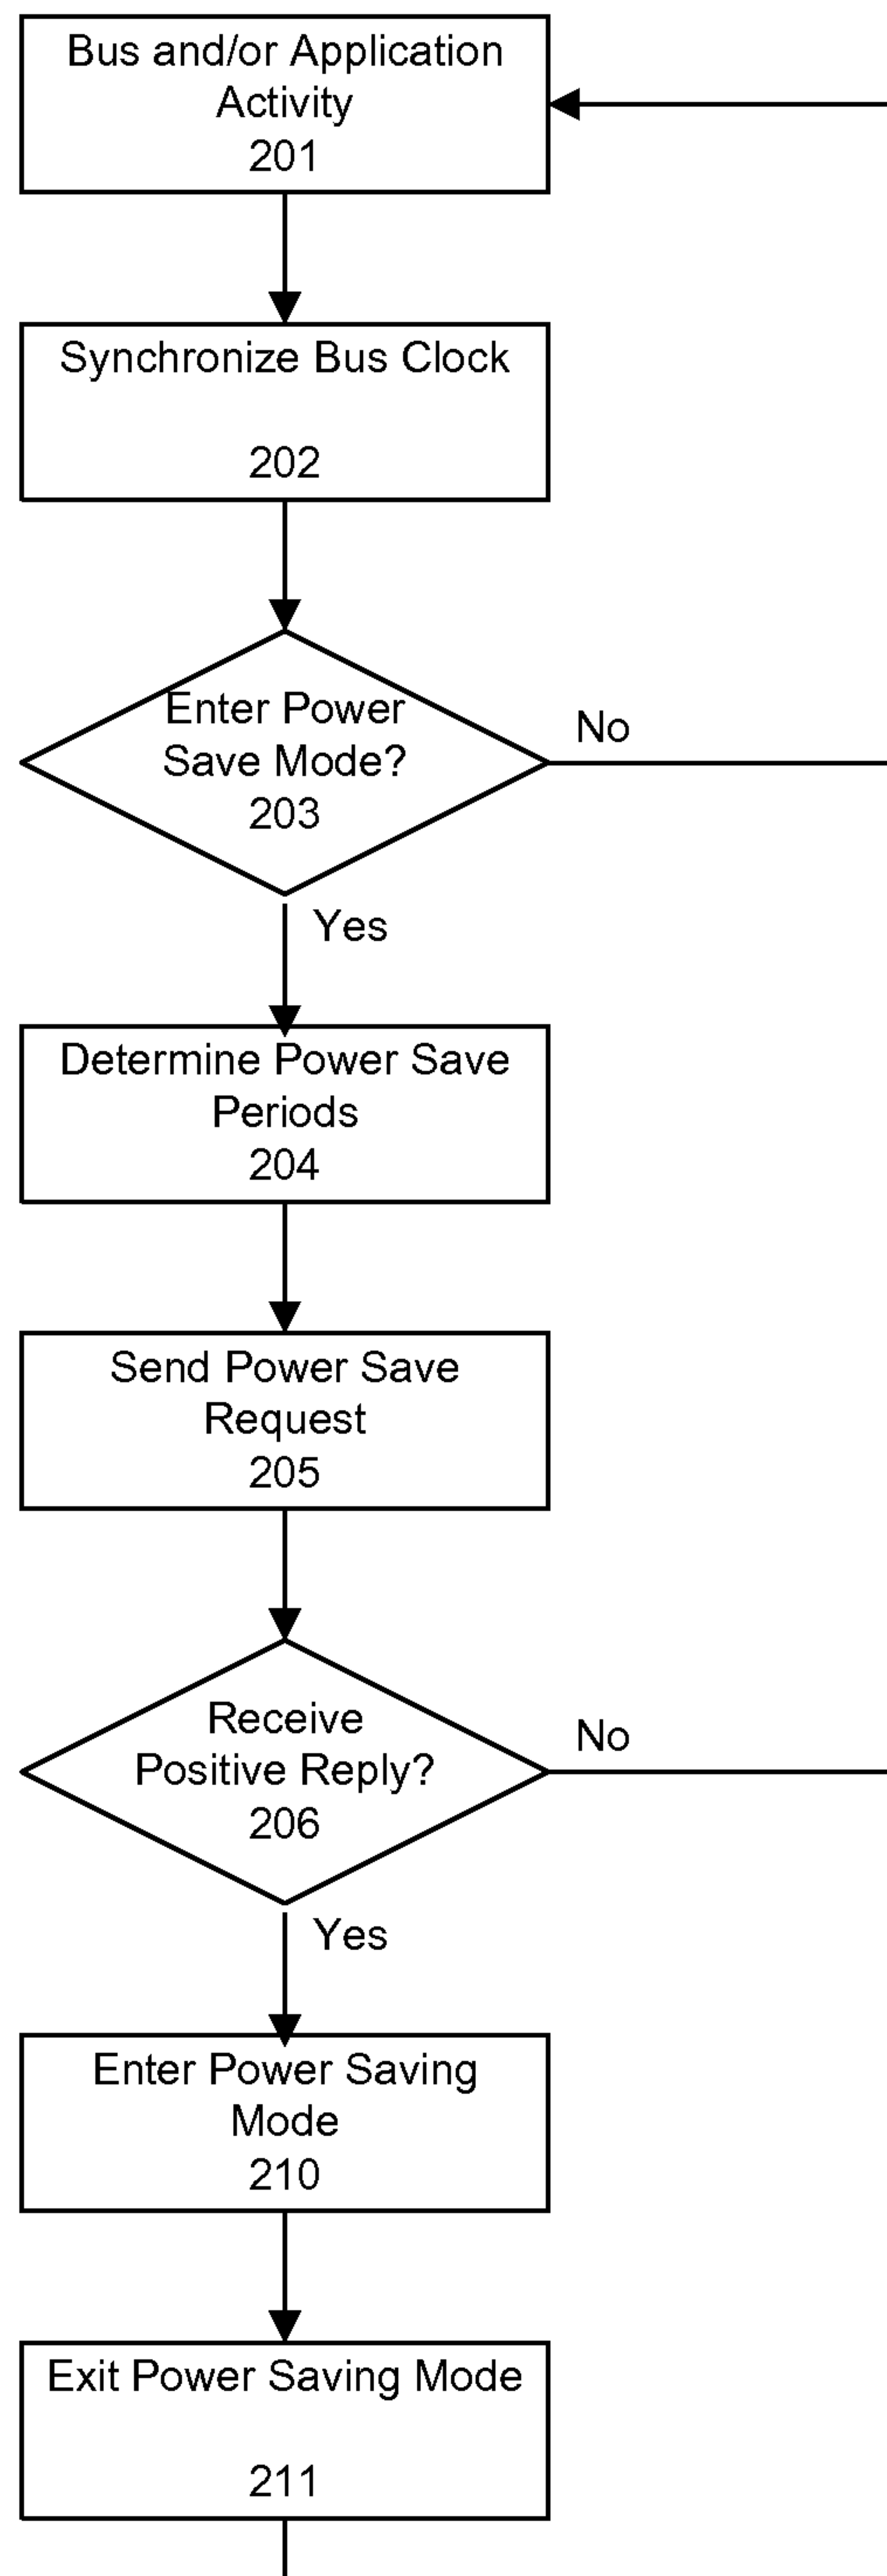 Bus and/or Application
Activity
201
Synchronize Bus Clock
202
Enter Power
Save Mode?
203
No
Yes
Determine Power Save
Periods
204
Send Power Save
Request
205
Receive
Positive Reply?
206
No
Yes
Enter Power Saving
Mode
210
Exit Power Saving Mode
211